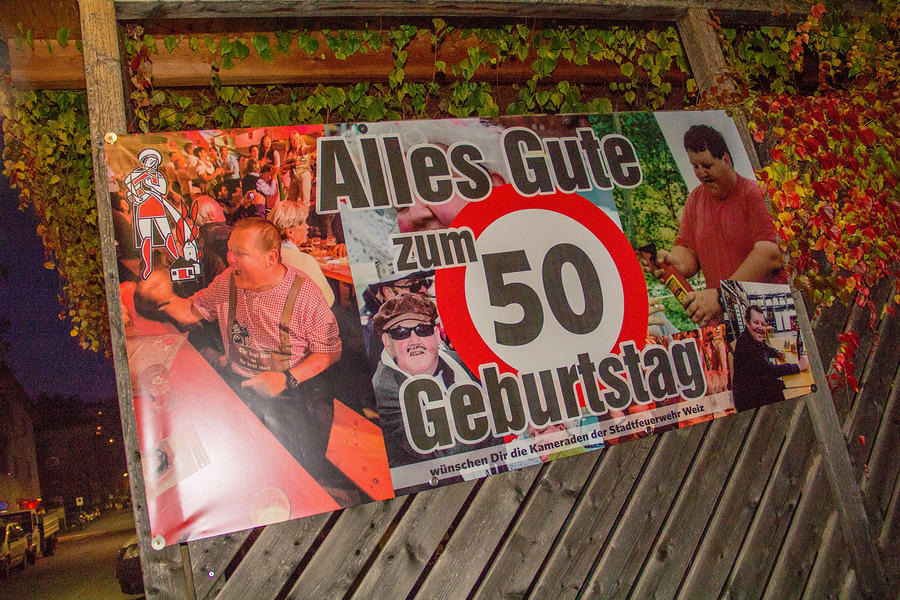 Alles Gute
zum
50
Geburtstag
wünschen Dir die Kameraden der Stadtfeuerwehr Weiz